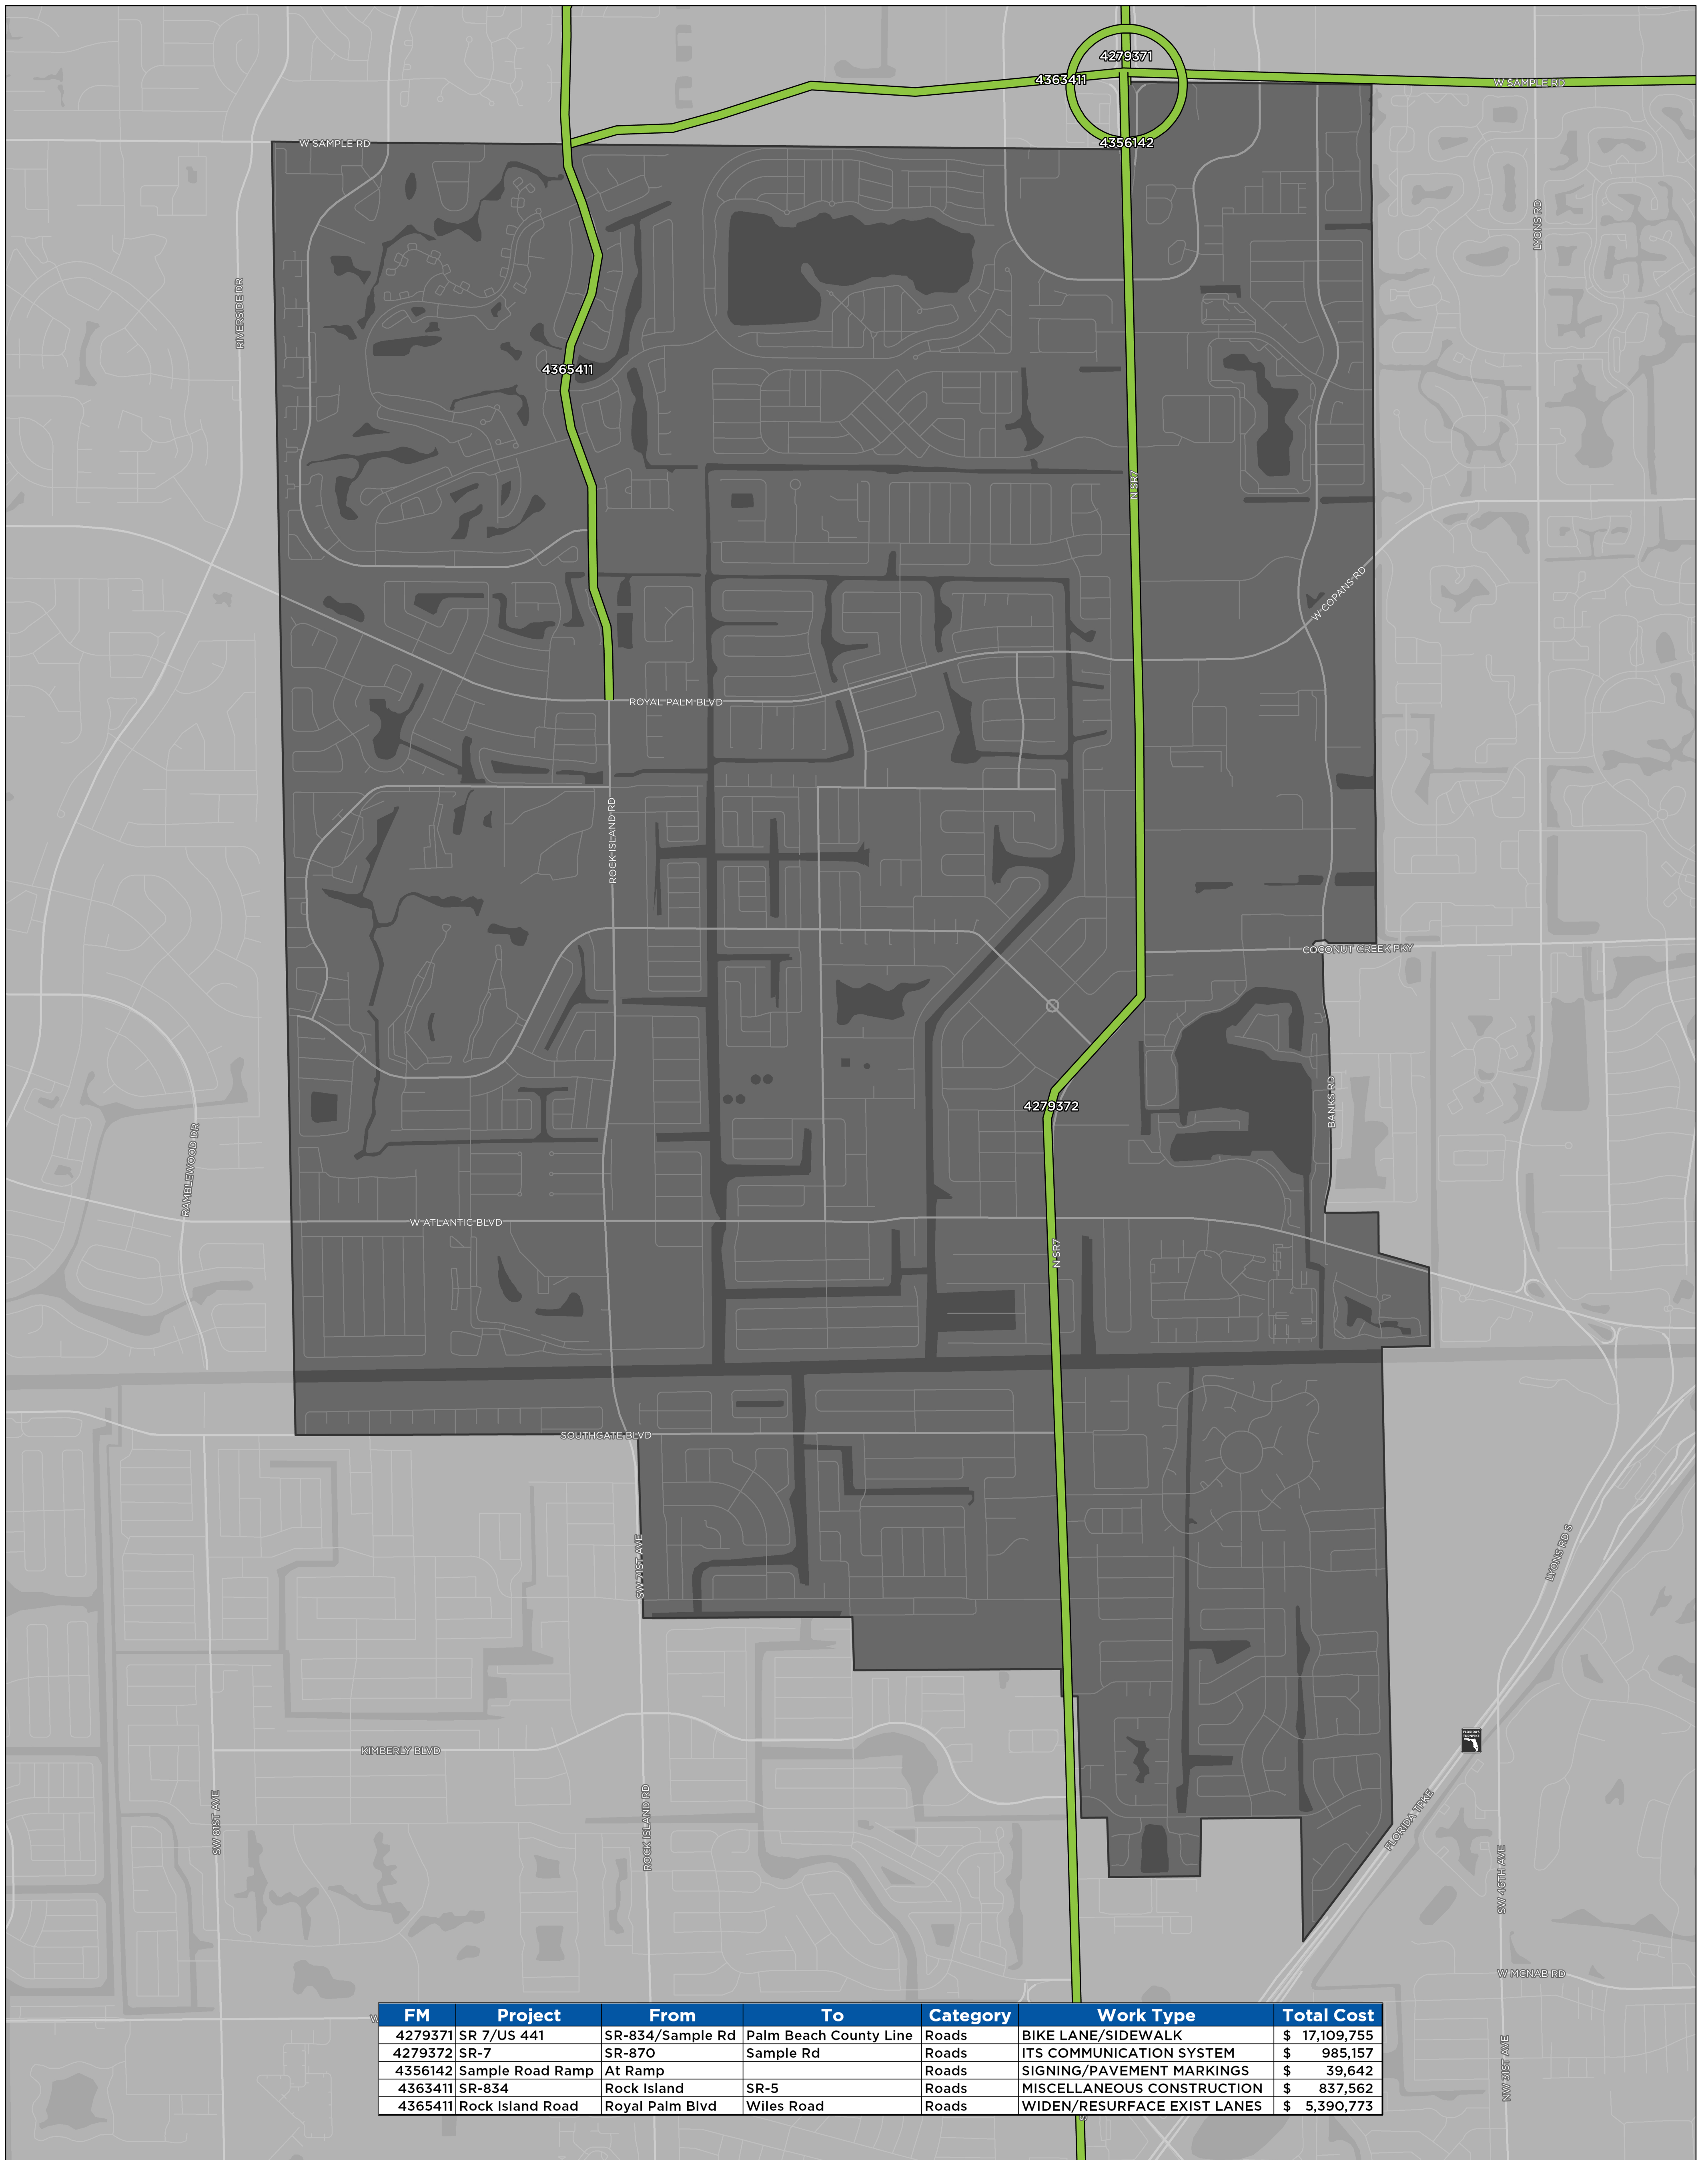 4279371
4363411
W SAMPLE RD
W SAMPLE RD
4356142
LYONS RD
RIVERSIDE DR
4365411
N SR7
W COPANS RD
ROYAL PALM BLVD
ROCK ISLAND RD
COCONUT CREEK PKY
4279372
BANKS RD
RAMBLEWOOD DR
W ATLANTIC BLVD
N SR7
SOUTHGATE BLVD
SW 71ST AVE
LYONS RD S
KIMBERLY BLVD
SW 81ST AVE
ROCK ISLAND RD
FLORIDA TPKE
SW 46TH AVE
W MCNAB RD
NW 31ST AVE
FM Project From To Category Work Type Total Cost
4279371 SR 7/US 441 SR-834/Sample Rd Palm Beach County Line Roads BIKE LANE/SIDEWALK $ 17,109,755
4279372 SR-7 SR-870 Sample Rd Roads ITS COMMUNICATION SYSTEM $ 985,157
4356142 Sample Road Ramp At Ramp Roads SIGNING/PAVEMENT MARKINGS $ 39,642
4363411 SR-834 Rock Island SR-5 Roads MISCELLANEOUS CONSTRUCTION $ 837,562
4365411 Rock Island Road Royal Palm Blvd Wiles Road Roads WIDEN/RESURFACE EXIST LANES $ 5,390,773